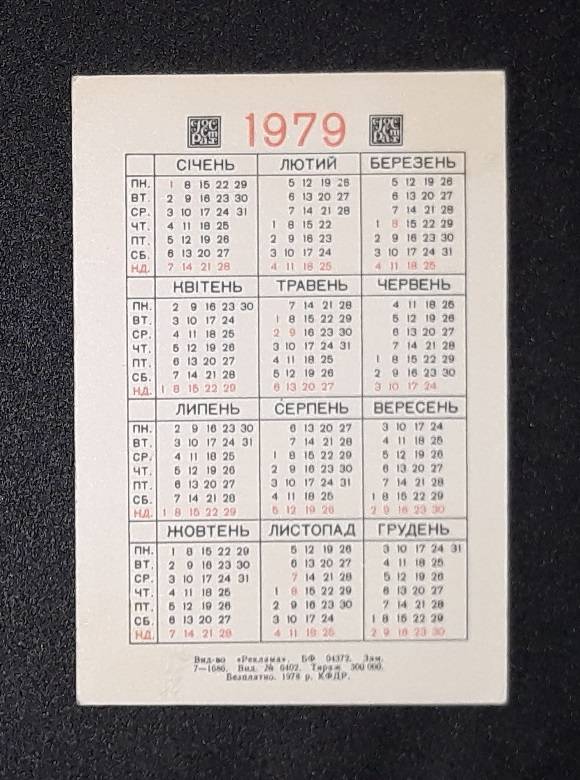 1979
СІЧЕНЬ ЛЮТИЙ БЕРЕЗЕНЬ
ПН. 1 8 15 22 29 5 12 19 26 5 12 19 26
ВТ. 2 9 16 23 30 6 13 20 27 6 13 20 27
СР. 3 10 17 24 31 7 14 21 28 7 14 21 28
ЧТ. 4 11 18 25 1 8 15 22 1 8 15 22 29
ПТ. 5 12 19 26 2 9 16 23 2 9 16 23 30
СБ. 6 13 20 27 3 10 17 24 3 10 17 24 31
НД. 7 14 21 28 4 11 18 25 4 11 18 25
КВІТЕНЬ ТРАВЕНЬ ЧЕРВЕНЬ
ПН. 2 9 16 23 30 7 14 21 28 4 11 18 25
ВТ. 3 10 17 24 1 8 15 22 29 5 12 19 26
СР. 4 11 18 25 2 9 16 23 30 6 13 20 27
ЧТ. 5 12 19 26 3 10 17 24 31 7 14 21 28
ПТ. 6 13 20 27 4 11 18 25 1 8 15 22 29
СБ. 7 14 21 28 5 12 19 26 2 9 16 23 30
НД. 1 8 15 22 29 6 13 20 27 3 10 17 24
ЛИПЕНЬ СЕРПЕНЬ ВЕРЕСЕНЬ
ПН. 2 9 16 23 30 6 13 20 27 3 10 17 24
ВТ. 3 10 17 24 31 7 14 21 28 4 11 18 25
СР. 4 11 18 25 1 8 15 22 29 5 12 19 26
ЧТ. 5 12 19 26 2 9 16 23 30 6 13 20 27
ПТ. 6 13 20 27 3 10 17 24 31 7 14 21 28
СБ. 7 14 21 28 4 11 18 25 1 8 15 22 29
НД. 1 8 15 22 29 5 12 19 26 2 9 16 23 30
ЖОВТЕНЬ ЛИСТОПАД ГРУДЕНЬ
ПН. 1 8 15 22 29 5 12 19 26 3 10 17 24 31
ВТ. 2 9 16 23 30 6 13 20 27 4 11 18 25
СР. 3 10 17 24 31 7 14 21 28 5 12 19 26
ЧТ. 4 11 18 25 1 8 15 22 29 6 13 20 27
ПТ. 5 12 19 26 2 9 16 23 30 7 14 21 28
СБ. 6 13 20 27 3 10 17 24 1 8 15 22 29
НД. 7 14 21 28 4 11 18 25 2 9 16 23 30
Вид-во «Реклама». БФ 04372. Зам.
7—1686. Вид. № 0402. Тираж 300 000.
Безплатно. 1978 р. КФДР.